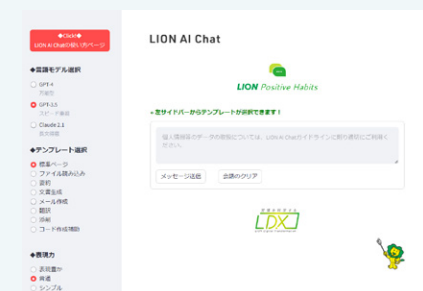 ◆Click!◆
LION AI Chatの使い方ページ
◆言語モデル選択
GPT-4
万能型
GPT-3.5
スピード重視
Claude 2.1
長文読解
◆テンプレート選択
標準ページ
ファイル読み込み
要約
文書生成
メール作成
翻訳
添削
コード作成補助
◆表現力
表現豊か
普通
シンプル
LION AI Chat
LION Positive Habits
左サイドバーからテンプレートが選択できます！
個人情報等のデータの取扱については、LION AI Chatガイドラインに則り適切にご利用ください。
メッセージ送信
会話のクリア
LDX